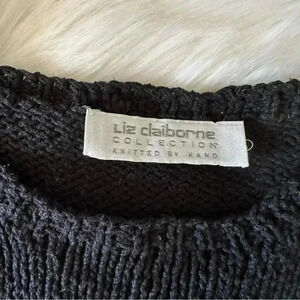 Liz claiborne
COLLECTION
KNITTED BY HAND